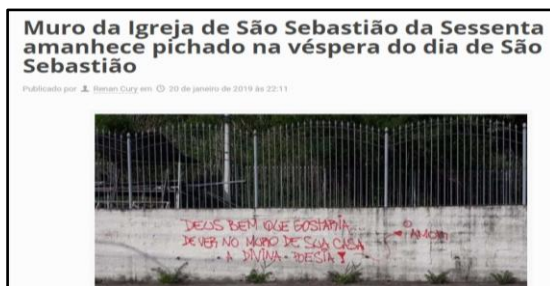 Muro da Igreja de São Sebastião da Sessenta
amanhece pichado na véspera do dia de São
Sebastião
Publicado por Renan Cury em 20 de janeiro de 2019 às 22:11
DEUS BEM QUE GOSTARIA...
DE VER NO MURO DE SUA CASA
A DIVINA POESIA!
O
AMOR!